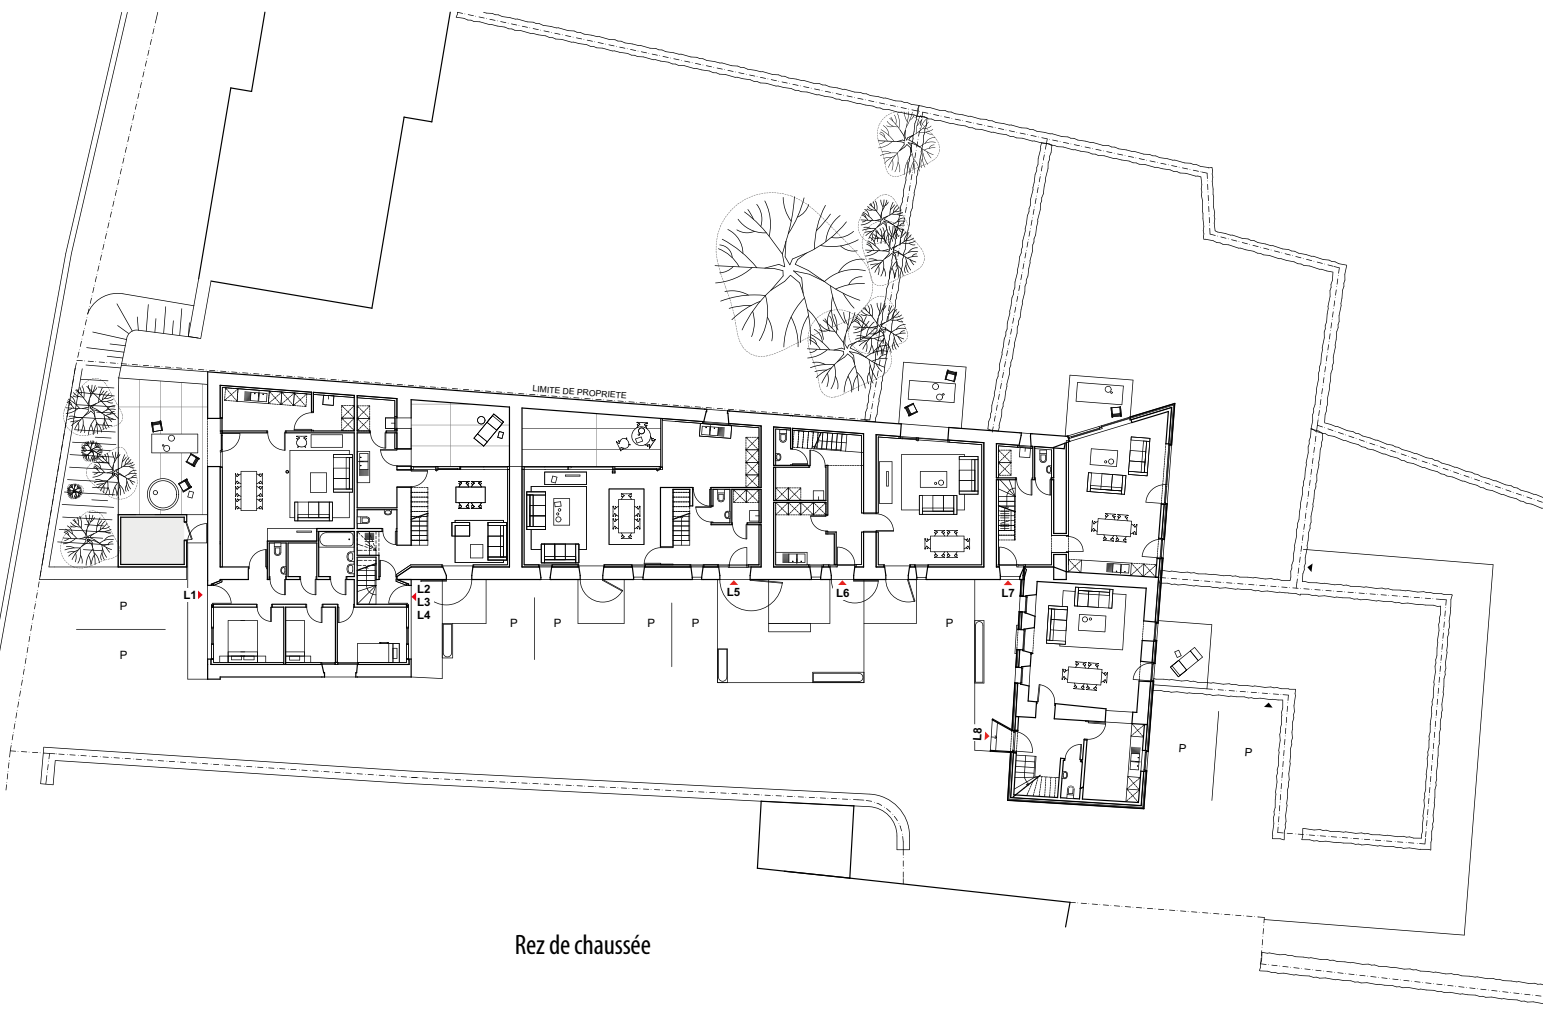 LIMITE DE PROPRIETE
L1
L2
L3
L4
L5
L6
L7
P
P
P
P
P
P
P
L8
P
P
Rez de chaussée